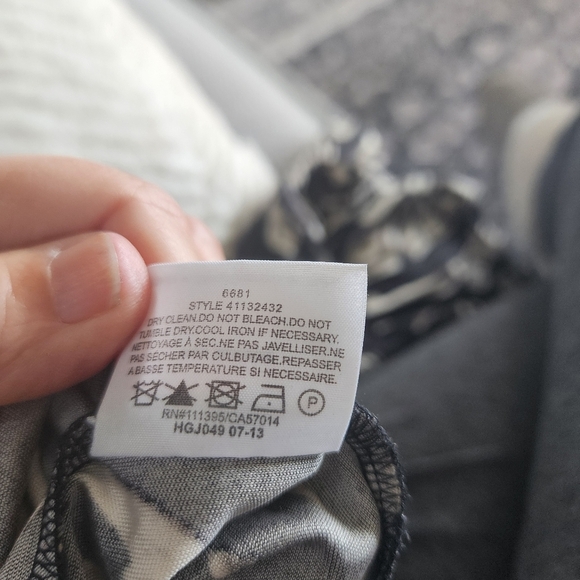 6681
STYLE 41132432
DRY CLEAN.DO NOT BLEACH.DO NOT
TUMBLE DRY.COOL IRON IF NECESSARY.
NETTOYAGE À SEC.NE PAS JAVELLISER.NE
PAS SÉCHER PAR CULBUTAGE.REPASSER
A BASSE TEMPERATURE SI NECESSAIRE.
P
RN#111395/CA57014
HGJ049 07-13